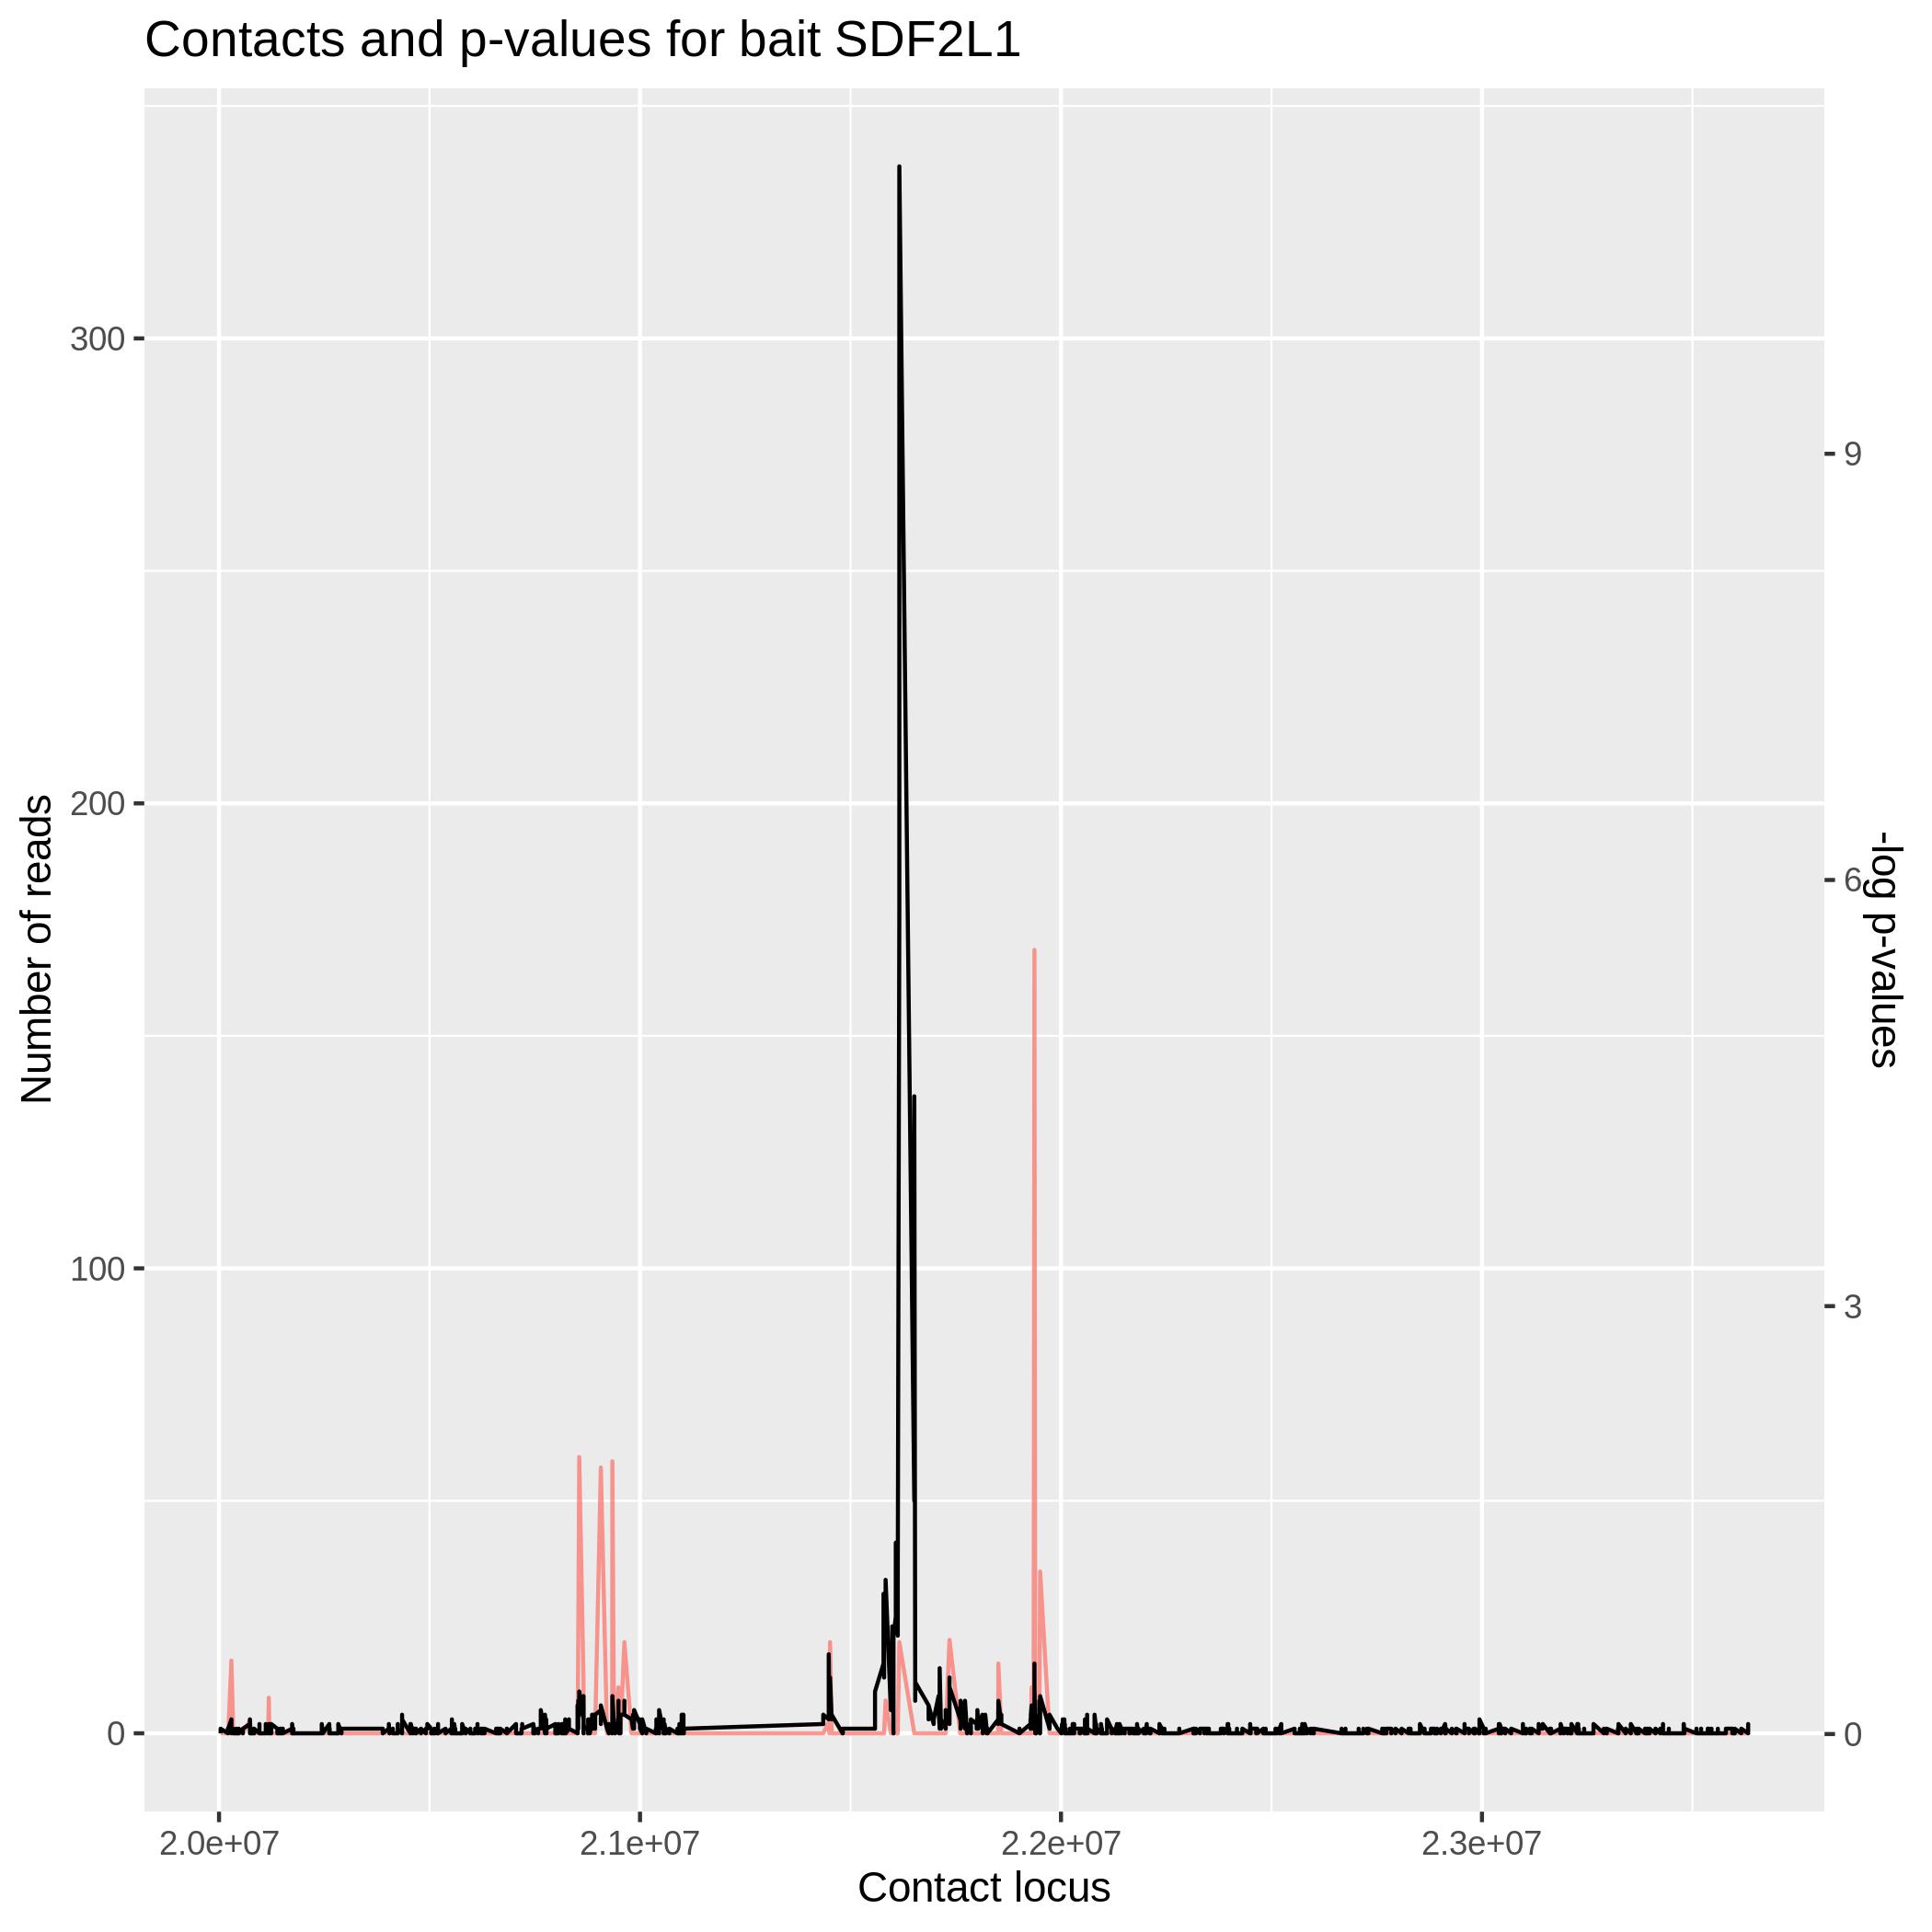 Contacts and p-values for bait SDF2L1
Number of reads
300
200
100
0
9
6
3
0
-log p-values
2.0e+07 2.1e+07 2.2e+07 2.3e+07
Contact locus